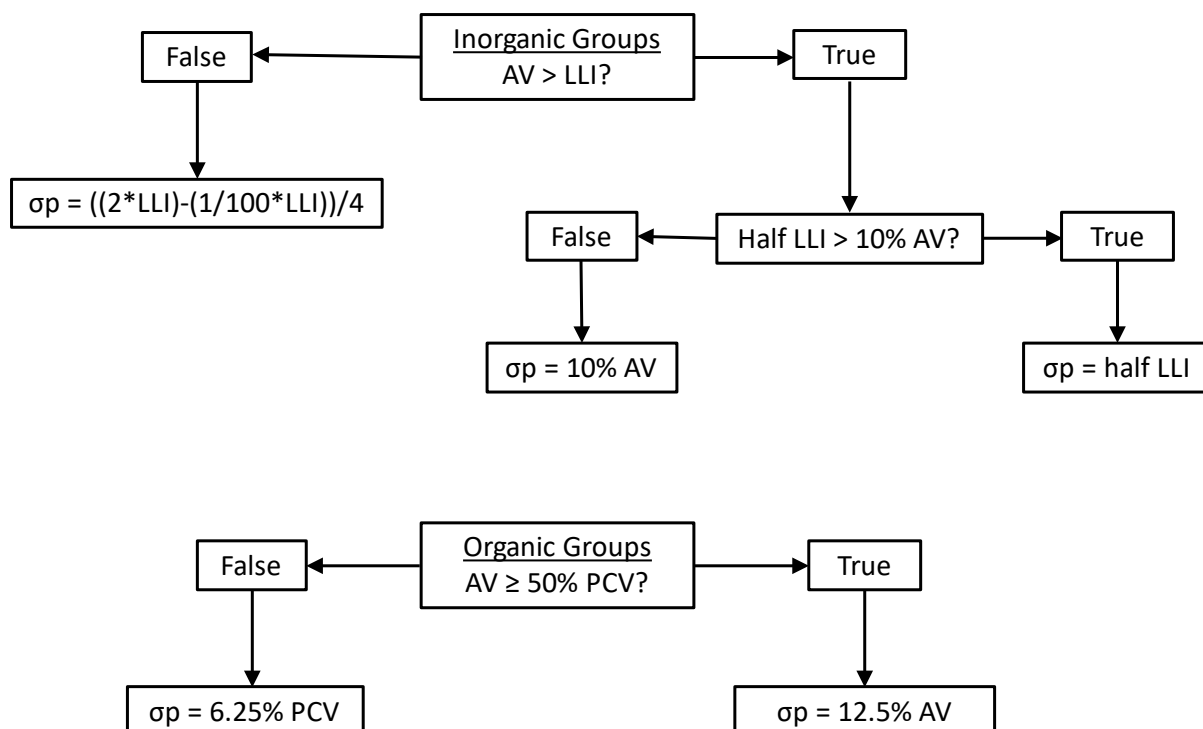 Inorganic Groups
AV > LLI?
False
True
σp = ((2*LLI)-(1/100*LLI))/4
False
Half LLI > 10% AV?
True
σp = 10% AV
σp = half LLI
Organic Groups
AV ≥ 50% PCV?
False
True
σp = 6.25% PCV
σp = 12.5% AV